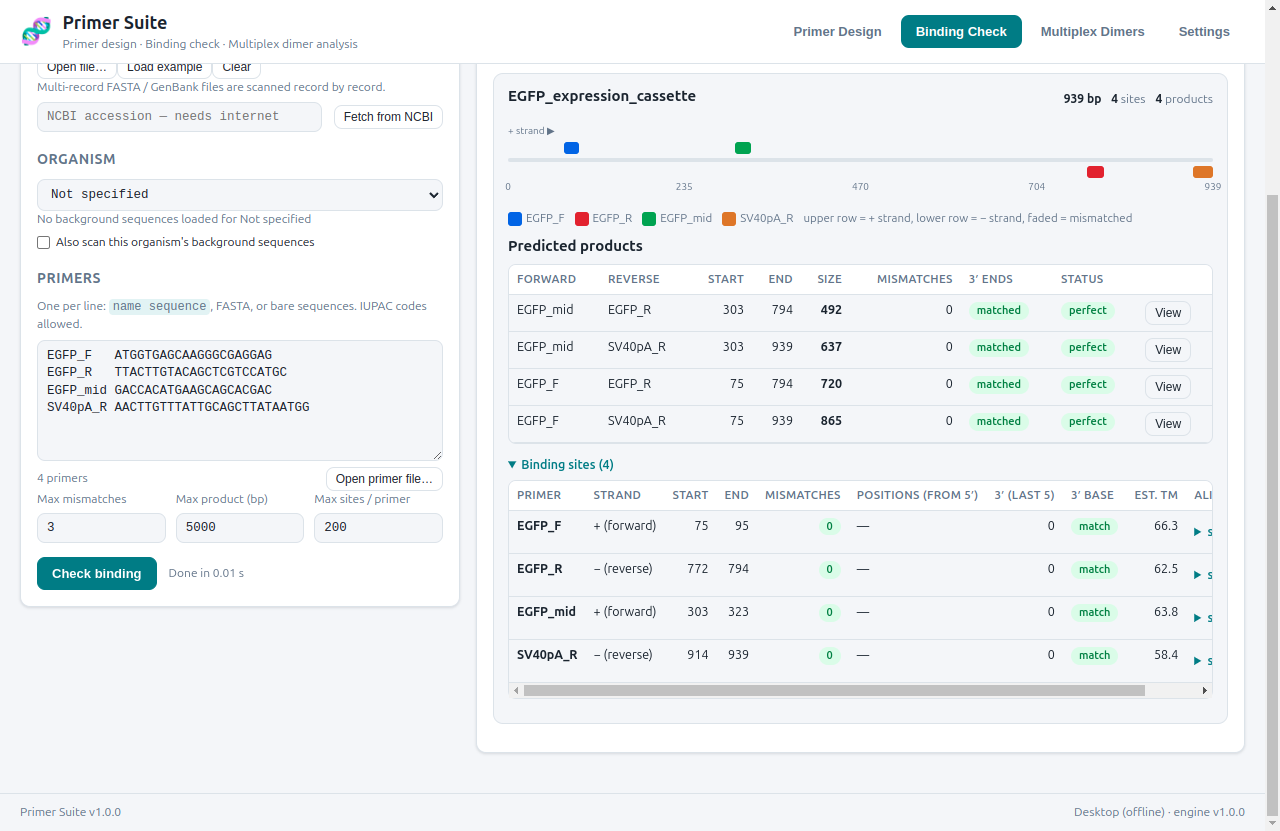 Primer Suite
Primer design · Binding check · Multiplex dimer analysis
Primer Design
Binding Check
Multiplex Dimers
Settings
Open file…
Load example
Clear
Multi-record FASTA / GenBank files are scanned record by record.
NCBI accession — needs internet
Fetch from NCBI
ORGANISM
Not specified
No background sequences loaded for Not specified
Also scan this organism's background sequences
PRIMERS
One per line: name sequence, FASTA, or bare sequences. IUPAC codes
allowed.
EGFP_F   ATGGTGAGCAAGGGCGAGGAG
EGFP_R   TTACTTGTACAGCTCGTCCATGC
EGFP_mid GACCACATGAAGCAGCACGAC
SV40pA_R AACTTGTTTATTGCAGCTTATAATGG
4 primers
Open primer file…
Max mismatches
Max product (bp)
Max sites / primer
3
5000
200
Check binding
Done in 0.01 s
EGFP_expression_cassette
939 bp 4 sites 4 products
+ strand ▶
0 235 470 704 939
EGFP_F EGFP_R EGFP_mid SV40pA_R upper row = + strand, lower row = − strand, faded = mismatched
Predicted products
FORWARD REVERSE START END SIZE MISMATCHES 3′ ENDS STATUS
EGFP_mid EGFP_R 303 794 492 0 matched perfect View
EGFP_mid SV40pA_R 303 939 637 0 matched perfect View
EGFP_F EGFP_R 75 794 720 0 matched perfect View
EGFP_F SV40pA_R 75 939 865 0 matched perfect View
▼ Binding sites (4)
PRIMER STRAND START END MISMATCHES POSITIONS (FROM 5′) 3′ (LAST 5) 3′ BASE EST. TM ALI
EGFP_F + (forward) 75 95 0 — 0 match 66.3 ▶ s
EGFP_R − (reverse) 772 794 0 — 0 match 62.5 ▶ s
EGFP_mid + (forward) 303 323 0 — 0 match 63.8 ▶ s
SV40pA_R − (reverse) 914 939 0 — 0 match 58.4 ▶ s
Primer Suite v1.0.0
Desktop (offline) · engine v1.0.0